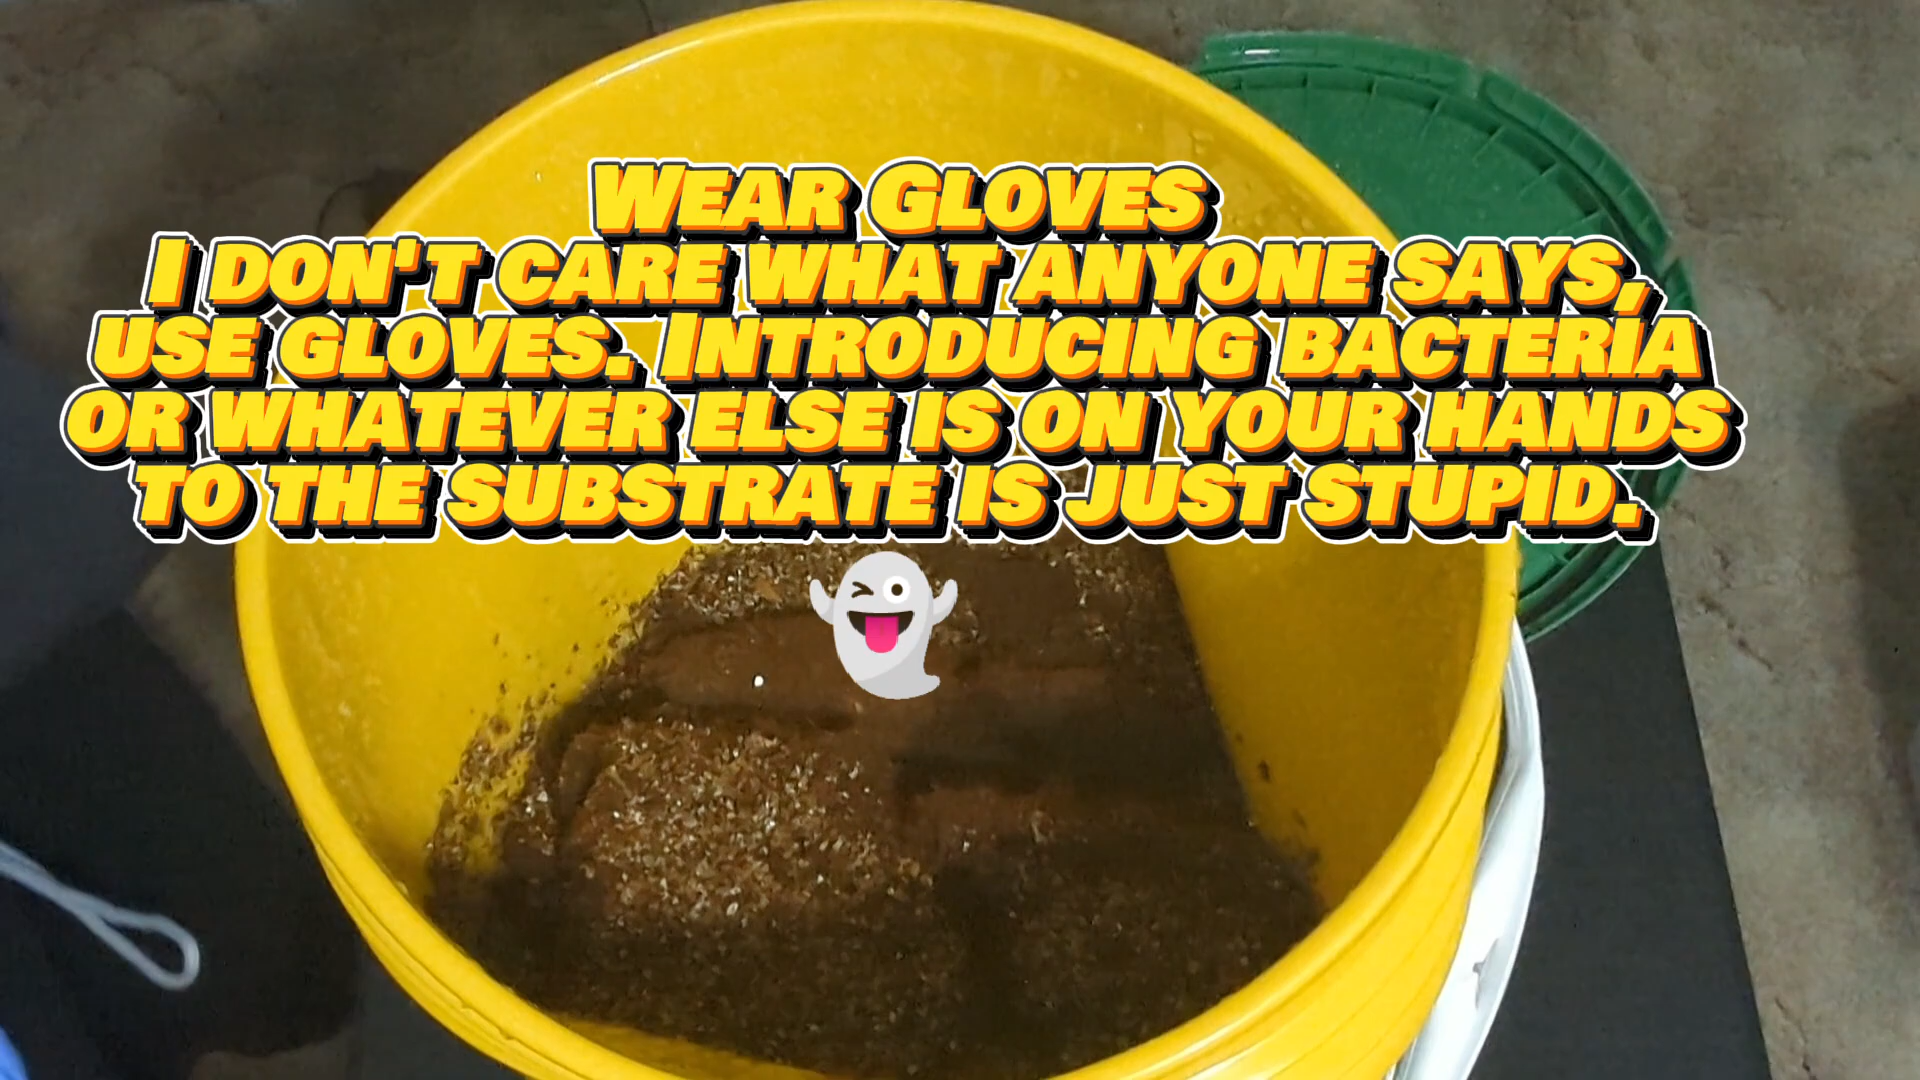 Wear Gloves
I don't care what anyone says,
use gloves. Introducing bacteria
or whatever else is on your hands
to the substrate is just stupid.